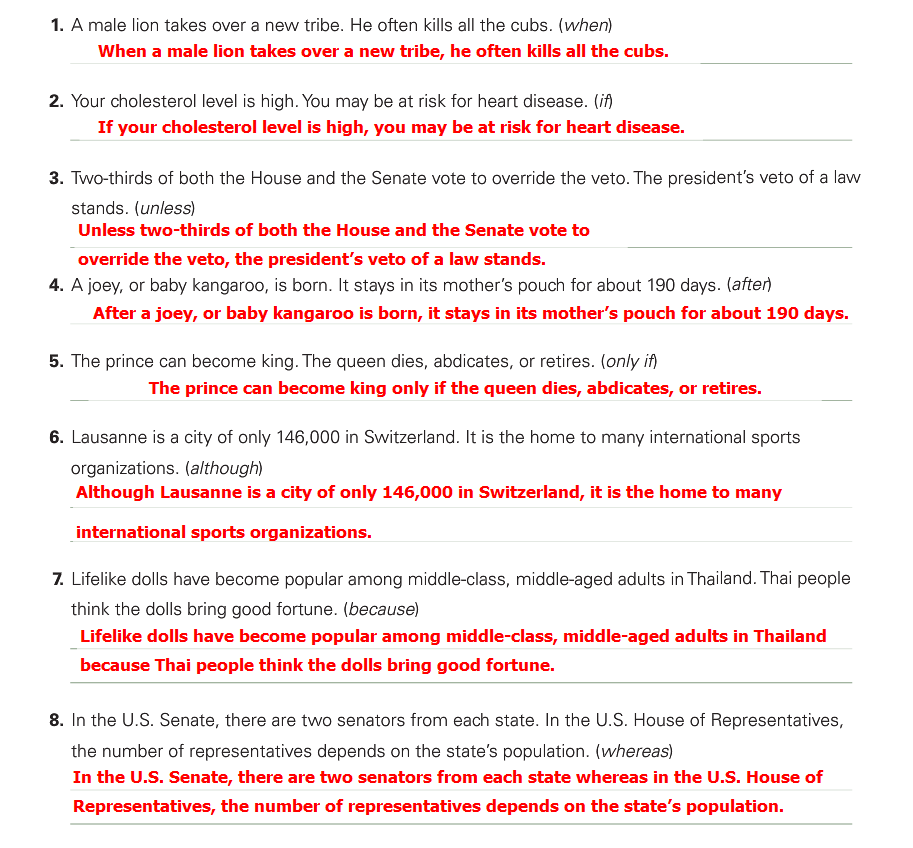 1. A male lion takes over a new tribe. He often kills all the cubs. (when)
When a male lion takes over a new tribe, he often kills all the cubs.
2. Your cholesterol level is high. You may be at risk for heart disease. (if)
If your cholesterol level is high, you may be at risk for heart disease.
3. Two-thirds of both the House and the Senate vote to override the veto. The president's veto of a law
stands. (unless)
Unless two-thirds of both the House and the Senate vote to
override the veto, the president's veto of a law stands.
4. A joey, or baby kangaroo, is born. It stays in its mother's pouch for about 190 days. (after)
After a joey, or baby kangaroo is born, it stays in its mother's pouch for about 190 days.
5. The prince can become king. The queen dies, abdicates, or retires. (only if)
The prince can become king only if the queen dies, abdicates, or retires.
6. Lausanne is a city of only 146,000 in Switzerland. It is the home to many international sports
organizations. (although)
Although Lausanne is a city of only 146,000 in Switzerland, it is the home to many
international sports organizations.
7. Lifelike dolls have become popular among middle-class, middle-aged adults in Thailand. Thai people
think the dolls bring good fortune. (because)
Lifelike dolls have become popular among middle-class, middle-aged adults in Thailand
because Thai people think the dolls bring good fortune.
8. In the U.S. Senate, there are two senators from each state. In the U.S. House of Representatives,
the number of representatives depends on the state's population. (whereas)
In the U.S. Senate, there are two senators from each state whereas in the U.S. House of
Representatives, the number of representatives depends on the state's population.